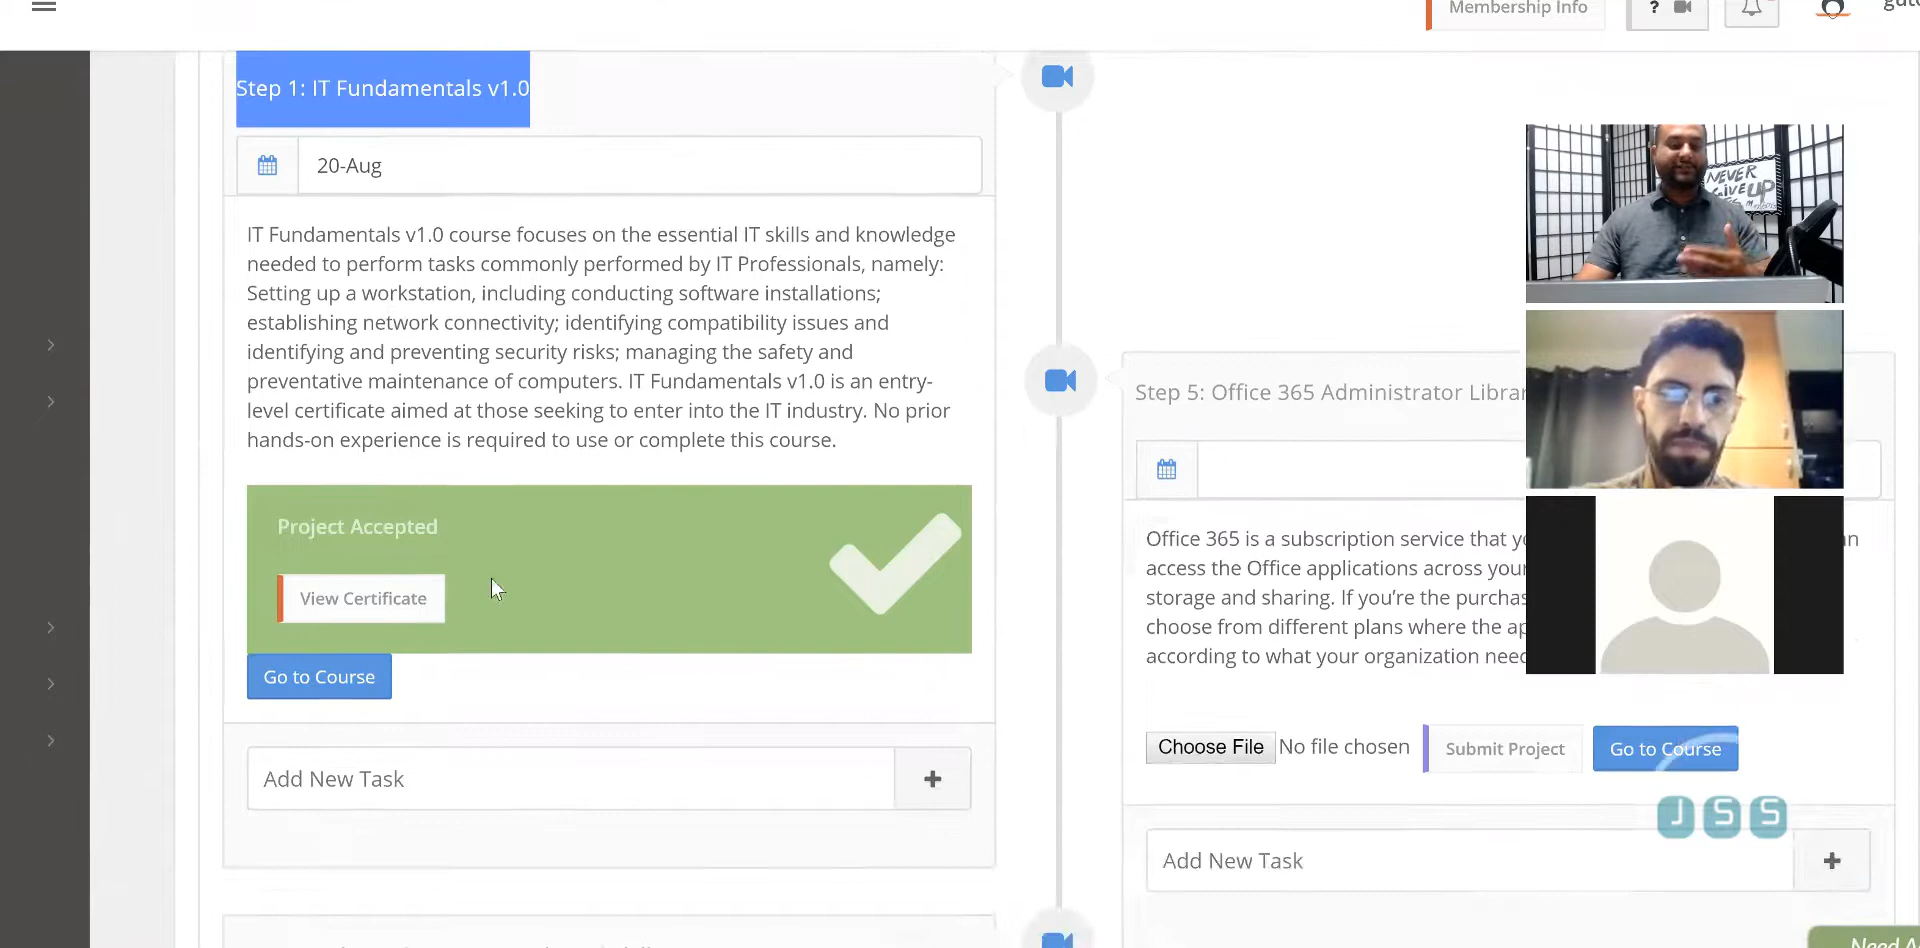 Membership Info
?
Step 1: IT Fundamentals v1.0
20-Aug
IT Fundamentals v1.0 course focuses on the essential IT skills and knowledge
needed to perform tasks commonly performed by IT Professionals, namely:
Setting up a workstation, including conducting software installations;
establishing network connectivity; identifying compatibility issues and
identifying and preventing security risks; managing the safety and
preventative maintenance of computers. IT Fundamentals v1.0 is an entry-
level certificate aimed at those seeking to enter into the IT industry. No prior
hands-on experience is required to use or complete this course.
Project Accepted
View Certificate
Go to Course
Add New Task
+
NEVER
GIVE UP
Step 5: Office 365 Administrator Librar
Office 365 is a subscription service that
access the Office applications across your
storage and sharing. If you're the
choose from different plans where the
according to what your organization
Choose File No file chosen
Submit Project
Go to Course
JSS
Add New Task
+
Need